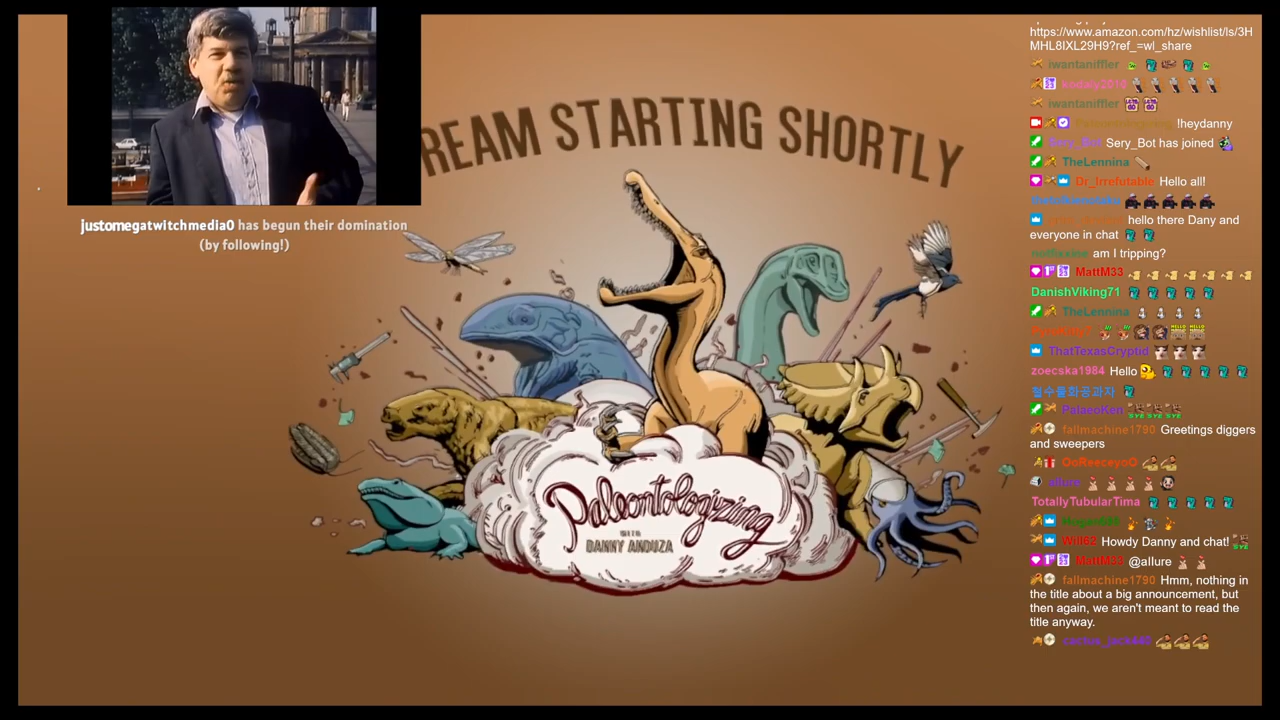 REAM STARTING SHORTLY
justomegatwitchmedia0 has begun their domination
(by following!)
Paleontologizing
WITH
DANNY ANDUZA
https://www.amazon.com/hz/wishlist/ls/3H
MHL8IXL29H9?ref_=wl_share
iwantaniffler
kodaly2010
iwantaniffler
!heydanny
Sery_Bot Sery_Bot has joined
TheLennina
Dr_Irrefutable Hello all!
hello there Dany and
everyone in chat
am I tripping?
MattM33
DanishViking71
TheLennina
ThatTexasCryptid
zoecska1984 Hello
PalaeoKen
fallmachine1790 Greetings diggers
and sweepers
OoReeceyoO
allure
TotallyTubularTima
Will62 Howdy Danny and chat!
MattM33 @allure
fallmachine1790 Hmm, nothing in
the title about a big announcement, but
then again, we aren't meant to read the
title anyway.
cactus_jack440